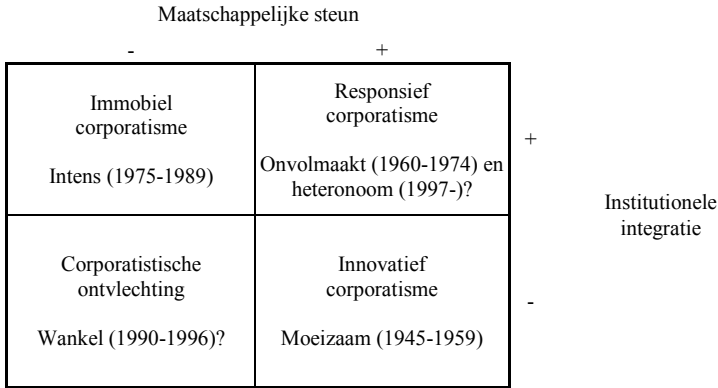 Maatschappelijke steun
- +
Immobiel
corporatisme
Intens (1975-1989)
Responsief
corporatisme
Onvolmaakt (1960-1974) en
heteronoom (1997-)?
+
Institutionele
integratie
Corporatistische
ontvlechting
Wankel (1990-1996)?
Innovatief
corporatisme
Moeizaam (1945-1959)
-